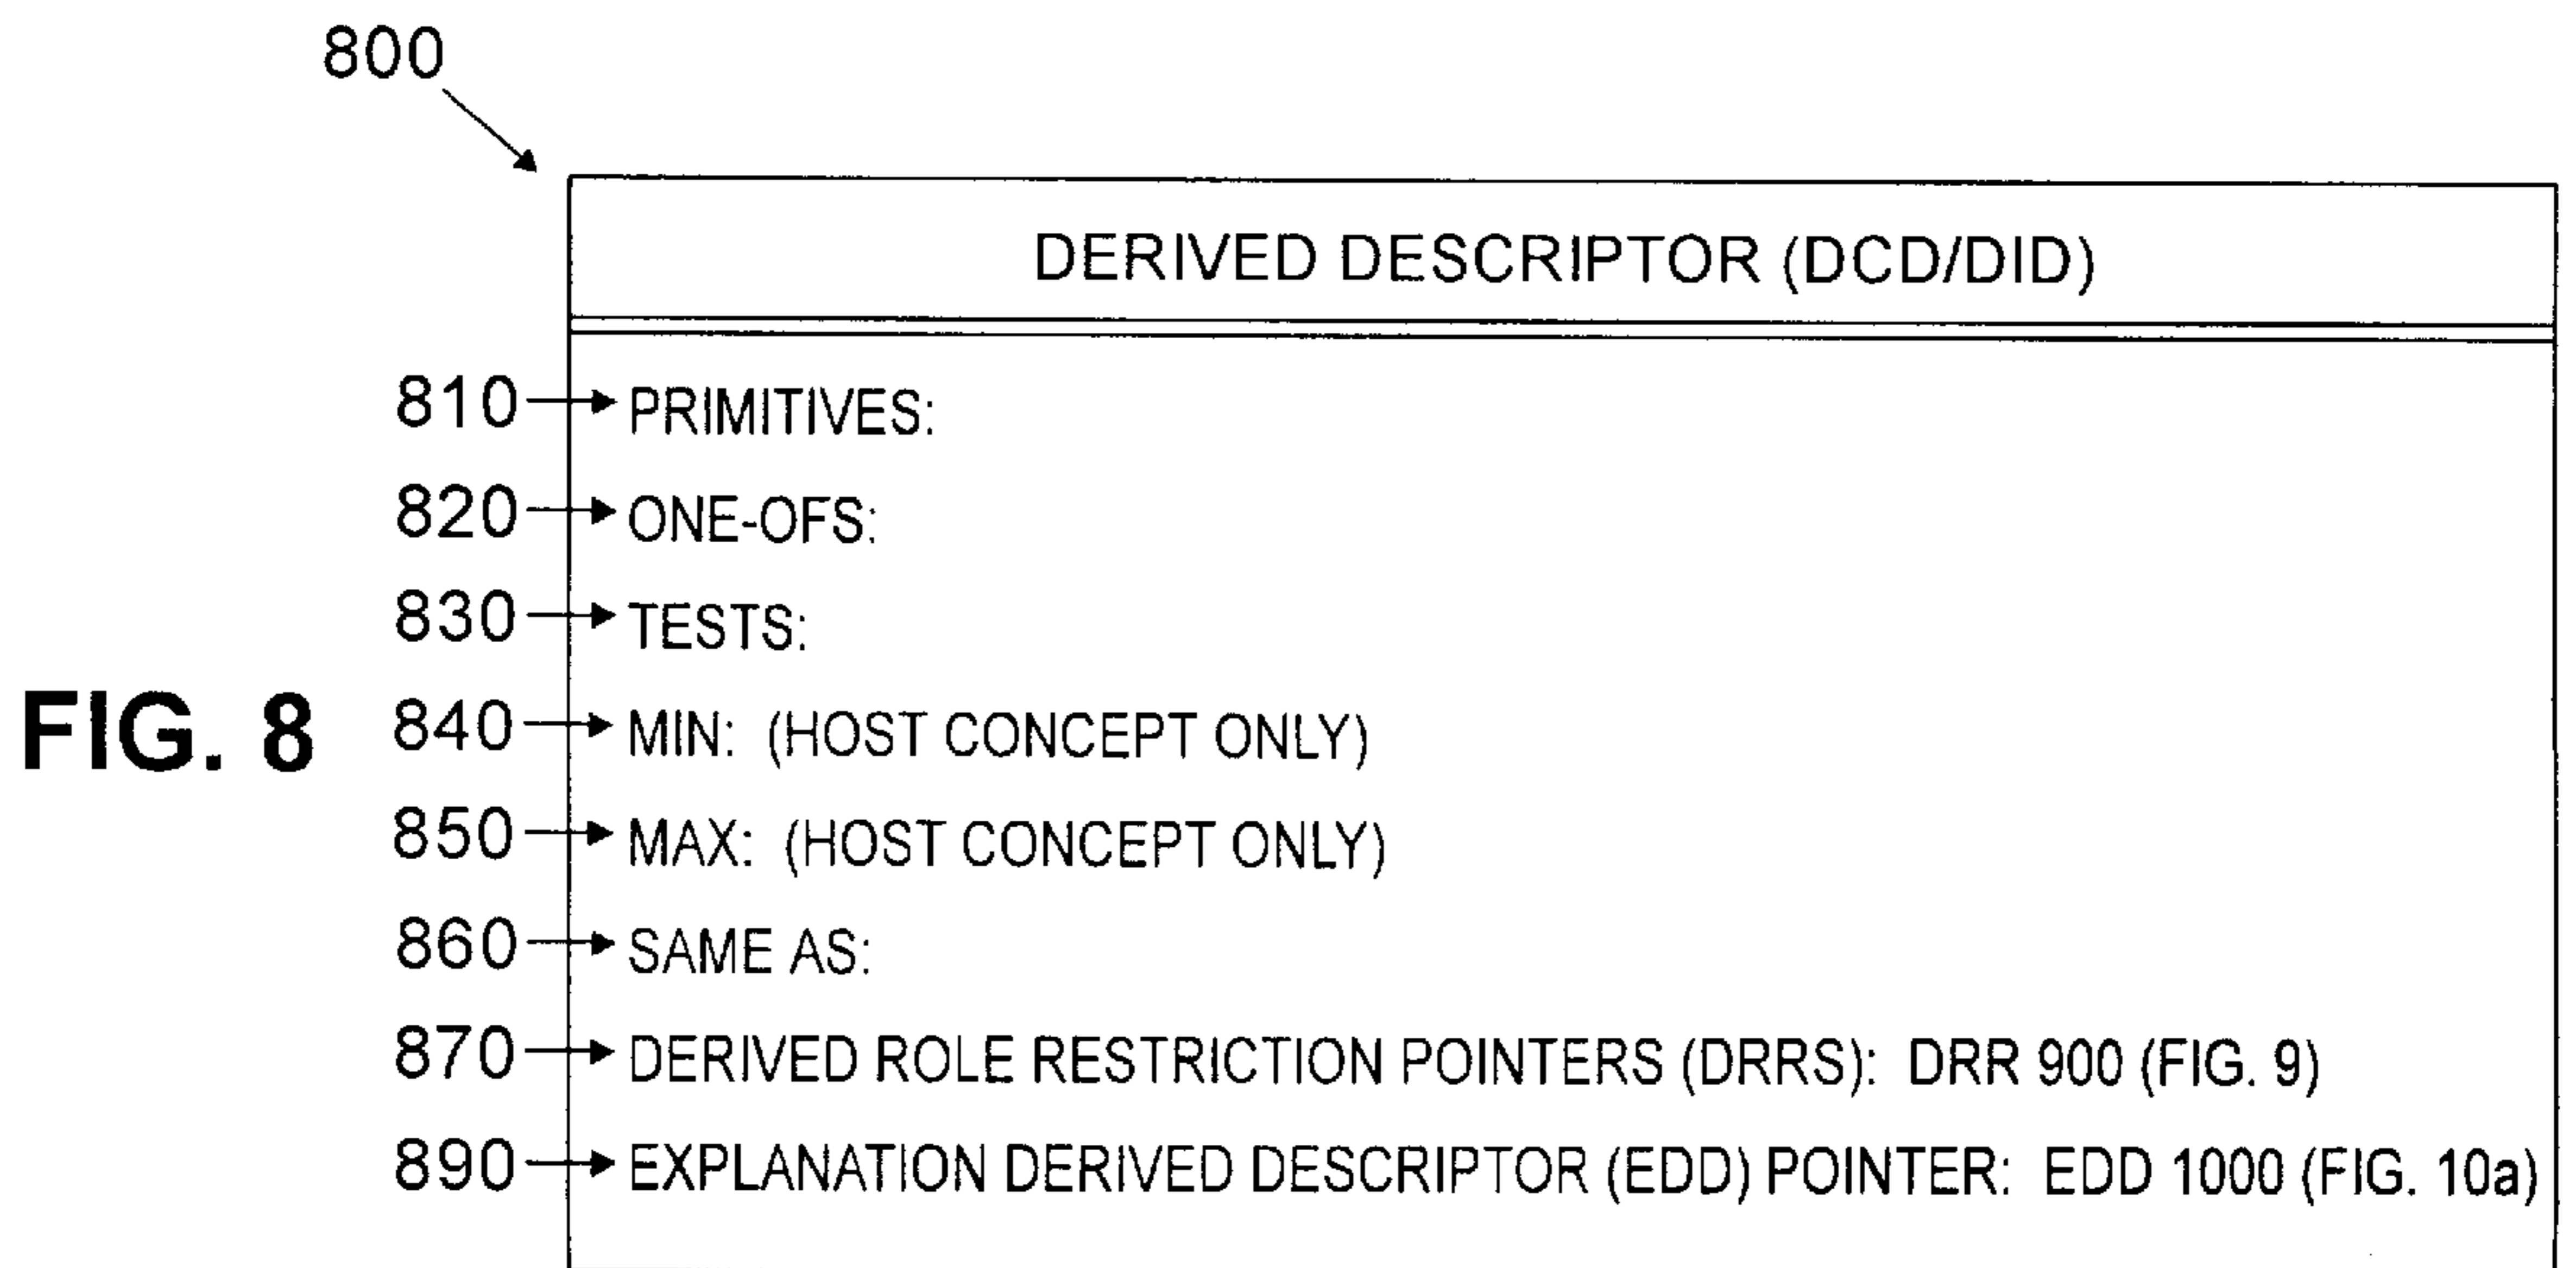 800
DERIVED DESCRIPTOR (DCD/DID)
810 PRIMITIVES:
820 ONE-OFS:
830 TESTS:
FIG. 8
840 MIN: (HOST CONCEPT ONLY)
850 MAX: (HOST CONCEPT ONLY)
860 SAME AS:
870 DERIVED ROLE RESTRICTION POINTERS (DRRS): DRR 900 (FIG. 9)
890 EXPLANATION DERIVED DESCRIPTOR (EDD) POINTER: EDD 1000 (FIG. 10a)